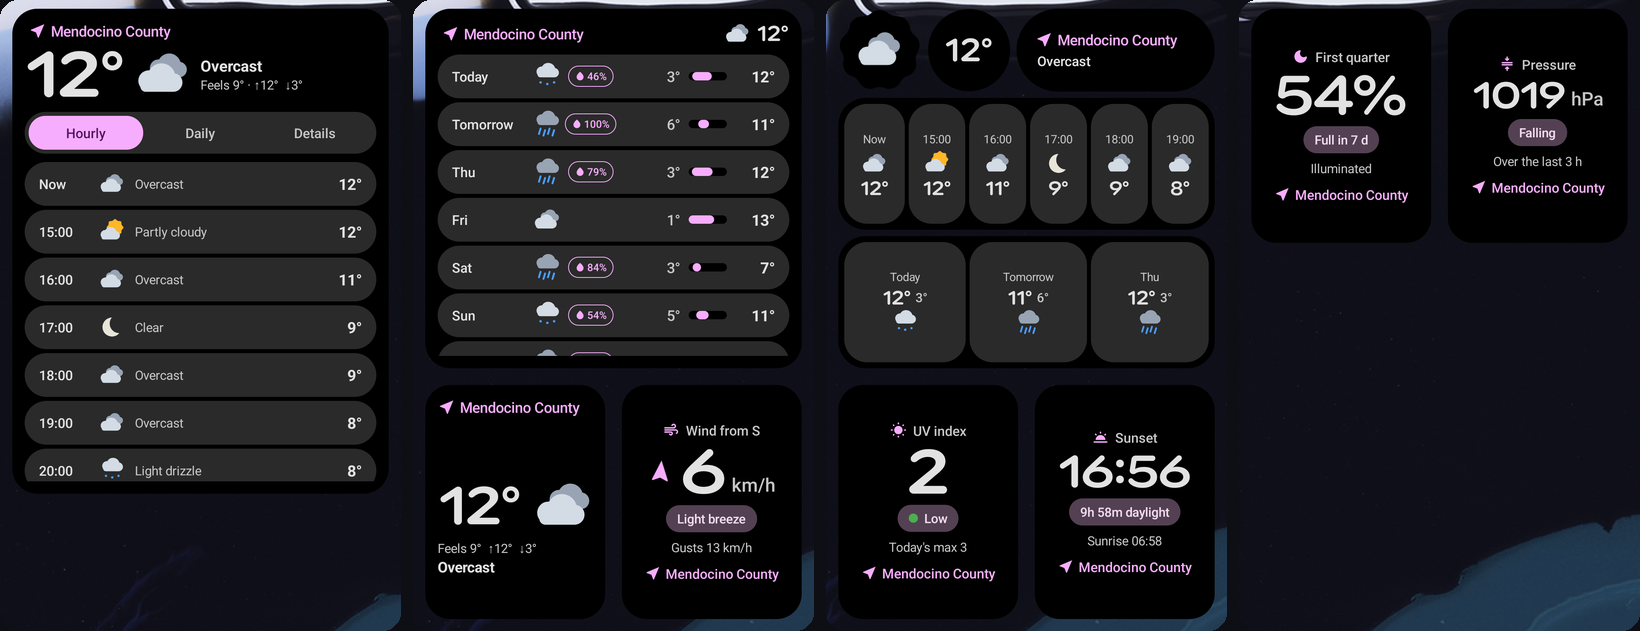 Mendocino County
12°
Overcast
Feels 9° · ↑12° ↓3°
Hourly Daily Details
Now Overcast 12°
15:00 Partly cloudy 12°
16:00 Overcast 11°
17:00 Clear 9°
18:00 Overcast 9°
19:00 Overcast 8°
20:00 Light drizzle 8°
Mendocino County 12°
Today 46% 3° 12°
Tomorrow 100% 6° 11°
Thu 79% 3° 12°
Fri 1° 13°
Sat 84% 3° 7°
Sun 54% 5° 11°
Mendocino County
12°
Feels 9° ↑12° ↓3°
Overcast
Wind from S
6 km/h
Light breeze
Gusts 13 km/h
Mendocino County
12°
Mendocino County
Overcast
Now 15:00 16:00 17:00 18:00 19:00
12° 12° 11° 9° 9° 8°
Today Tomorrow Thu
12° 3° 11° 6° 12° 3°
UV index
2
Low
Today's max 3
Mendocino County
Sunset
16:56
9h 58m daylight
Sunrise 06:58
Mendocino County
First quarter
54%
Full in 7 d
Illuminated
Mendocino County
Pressure
1019 hPa
Falling
Over the last 3 h
Mendocino County